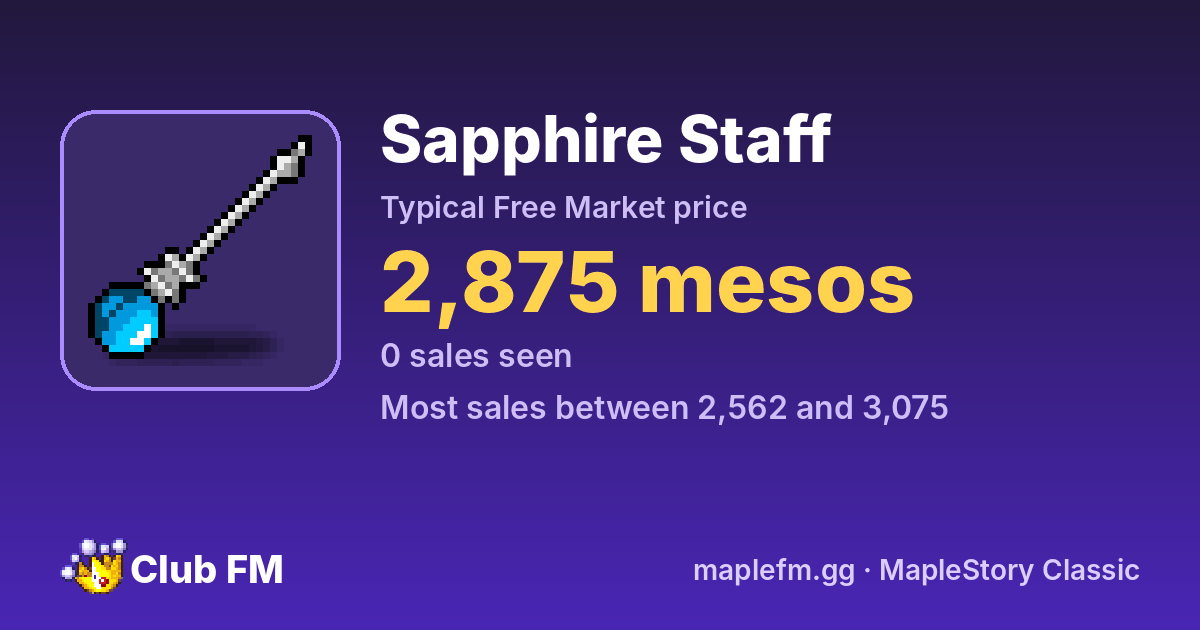 Sapphire Staff
Typical Free Market price
2,875 mesos
0 sales seen
Most sales between 2,562 and 3,075
Club FM
maplefm.gg · MapleStory Classic